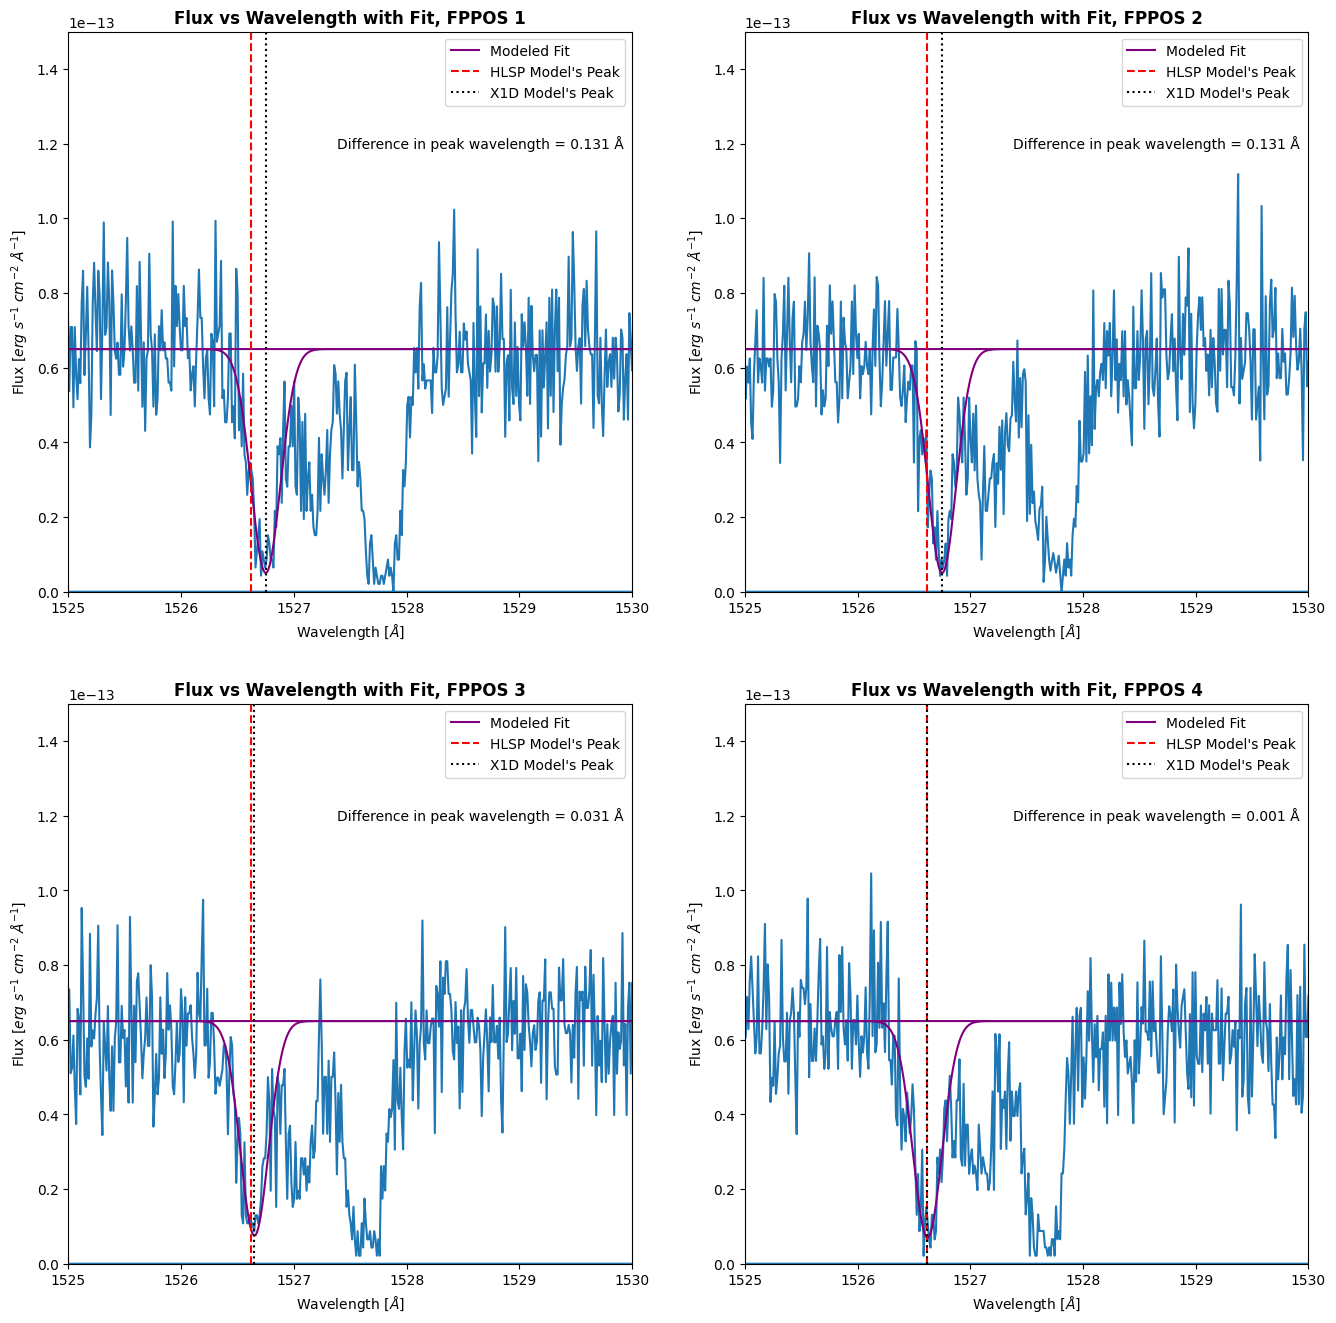 Flux vs Wavelength with Fit, FPPOS 1
1e−13
Modeled Fit
HLSP Model's Peak
X1D Model's Peak
Difference in peak wavelength = 0.131 Å
1.4
1.2
1.0
0.8
0.6
0.4
0.2
0.0
Flux [erg s⁻¹ cm⁻² Å⁻¹]
1525 1526 1527 1528 1529 1530
Wavelength [Å]
Flux vs Wavelength with Fit, FPPOS 2
1e−13
Modeled Fit
HLSP Model's Peak
X1D Model's Peak
Difference in peak wavelength = 0.131 Å
1.4
1.2
1.0
0.8
0.6
0.4
0.2
0.0
Flux [erg s⁻¹ cm⁻² Å⁻¹]
1525 1526 1527 1528 1529 1530
Wavelength [Å]
Flux vs Wavelength with Fit, FPPOS 3
1e−13
Modeled Fit
HLSP Model's Peak
X1D Model's Peak
Difference in peak wavelength = 0.031 Å
1.4
1.2
1.0
0.8
0.6
0.4
0.2
0.0
Flux [erg s⁻¹ cm⁻² Å⁻¹]
1525 1526 1527 1528 1529 1530
Wavelength [Å]
Flux vs Wavelength with Fit, FPPOS 4
1e−13
Modeled Fit
HLSP Model's Peak
X1D Model's Peak
Difference in peak wavelength = 0.001 Å
1.4
1.2
1.0
0.8
0.6
0.4
0.2
0.0
Flux [erg s⁻¹ cm⁻² Å⁻¹]
1525 1526 1527 1528 1529 1530
Wavelength [Å]